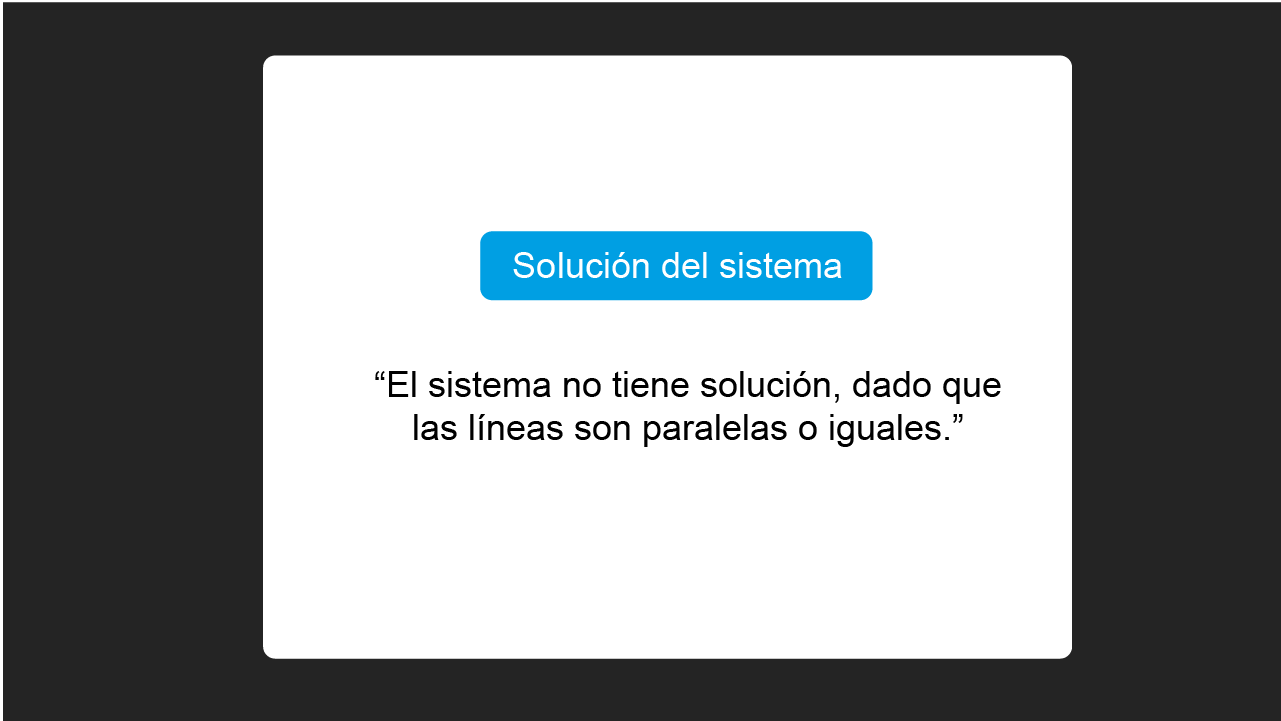 Solución del sistema
“El sistema no tiene solución, dado que
las líneas son paralelas o iguales.”